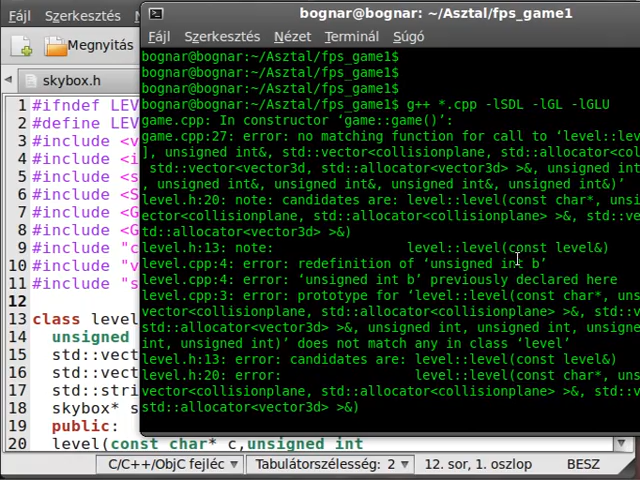 bognar@bognar: ~/Asztal/fps_game1
Fájl Szerkesztés Nézet Terminál Súgó
bognar@bognar:~/Asztal/fps_game1$
bognar@bognar:~/Asztal/fps_game1$
bognar@bognar:~/Asztal/fps_game1$
bognar@bognar:~/Asztal/fps_game1$ g++ *.cpp -lSDL -lGL -lGLU
game.cpp: In constructor ‘game::game()’:
game.cpp:27: error: no matching function for call to ‘level::leve
], unsigned int&, std::vector<collisionplane, std::allocator<col
std::vector<vector3d, std::allocator<vector3d> >&, unsigned int
, unsigned int&, unsigned int&, unsigned int&, unsigned int&)’
level.h:20: note: candidates are: level::level(const char*, unsi
ector<collisionplane, std::allocator<collisionplane> >&, std::ve
td::allocator<vector3d> >&)
level.h:13: note:                 level::level(const level&)
level.cpp:4: error: redefinition of ‘unsigned int b’
level.cpp:4: error: ‘unsigned int b’ previously declared here
level.cpp:3: error: prototype for ‘level::level(const char*, uns
vector<collisionplane, std::allocator<collisionplane> >&, std::v
std::allocator<vector3d> >&, unsigned int, unsigned int, unsigne
int, unsigned int)’ does not match any in class ‘level’
level.h:13: error: candidates are: level::level(const level&)
level.h:20: error:                 level::level(const char*, uns
vector<collisionplane, std::allocator<collisionplane> >&, std::v
std::allocator<vector3d> >&)
Fájl Szerkesztés
Megnyitás
skybox.h
1 #ifndef LEV
2 #define LEV
3 #include <v
4 #include <i
5 #include <s
6 #include <S
7 #include <G
8 #include <G
9 #include "c
10 #include "v
11 #include "s
12
13 class level
14 unsigned
15 std::vect
16 std::vect
17 std::stri
18 skybox* s
19 public:
20 level(const char* c,unsigned int
C/C++/ObjC fejléc Tabulátorszélesség: 2 12. sor, 1. oszlop BESZ